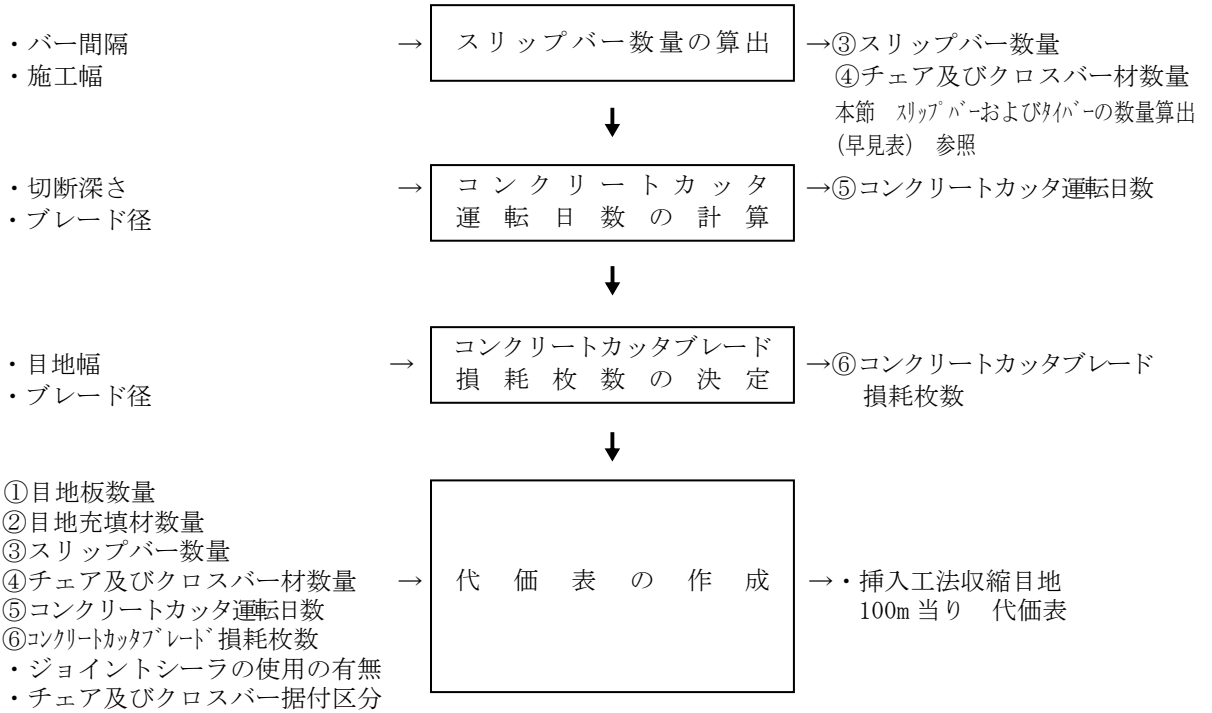 ・バー間隔
・施工幅
→
スリップバー数量の算出
→③スリップバー数量
④チェア及びクロスバー材数量
本節 ｽﾘｯﾌﾟﾊﾞｰおよびﾀｲﾊﾞｰの数量算出
(早見表) 参照
↓
・切断深さ
・ブレード径
→
コンクリートカッタ
運転日数の計算
→⑤コンクリートカッタ運転日数
↓
・目地幅
・ブレード径
→
コンクリートカッタブレード
損耗枚数の決定
→⑥コンクリートカッタブレード
損耗枚数
↓
①目地板数量
②目地充填材数量
③スリップバー数量
④チェア及びクロスバー材数量
⑤コンクリートカッタ運転日数
⑥ｺﾝｸﾘｰﾄｶｯﾀﾌﾞﾚｰﾄﾞ損耗枚数
・ジョイントシーラの使用の有無
・チェア及びクロスバー据付区分
→
代価表の作成
→・挿入工法収縮目地
100m当り 代価表